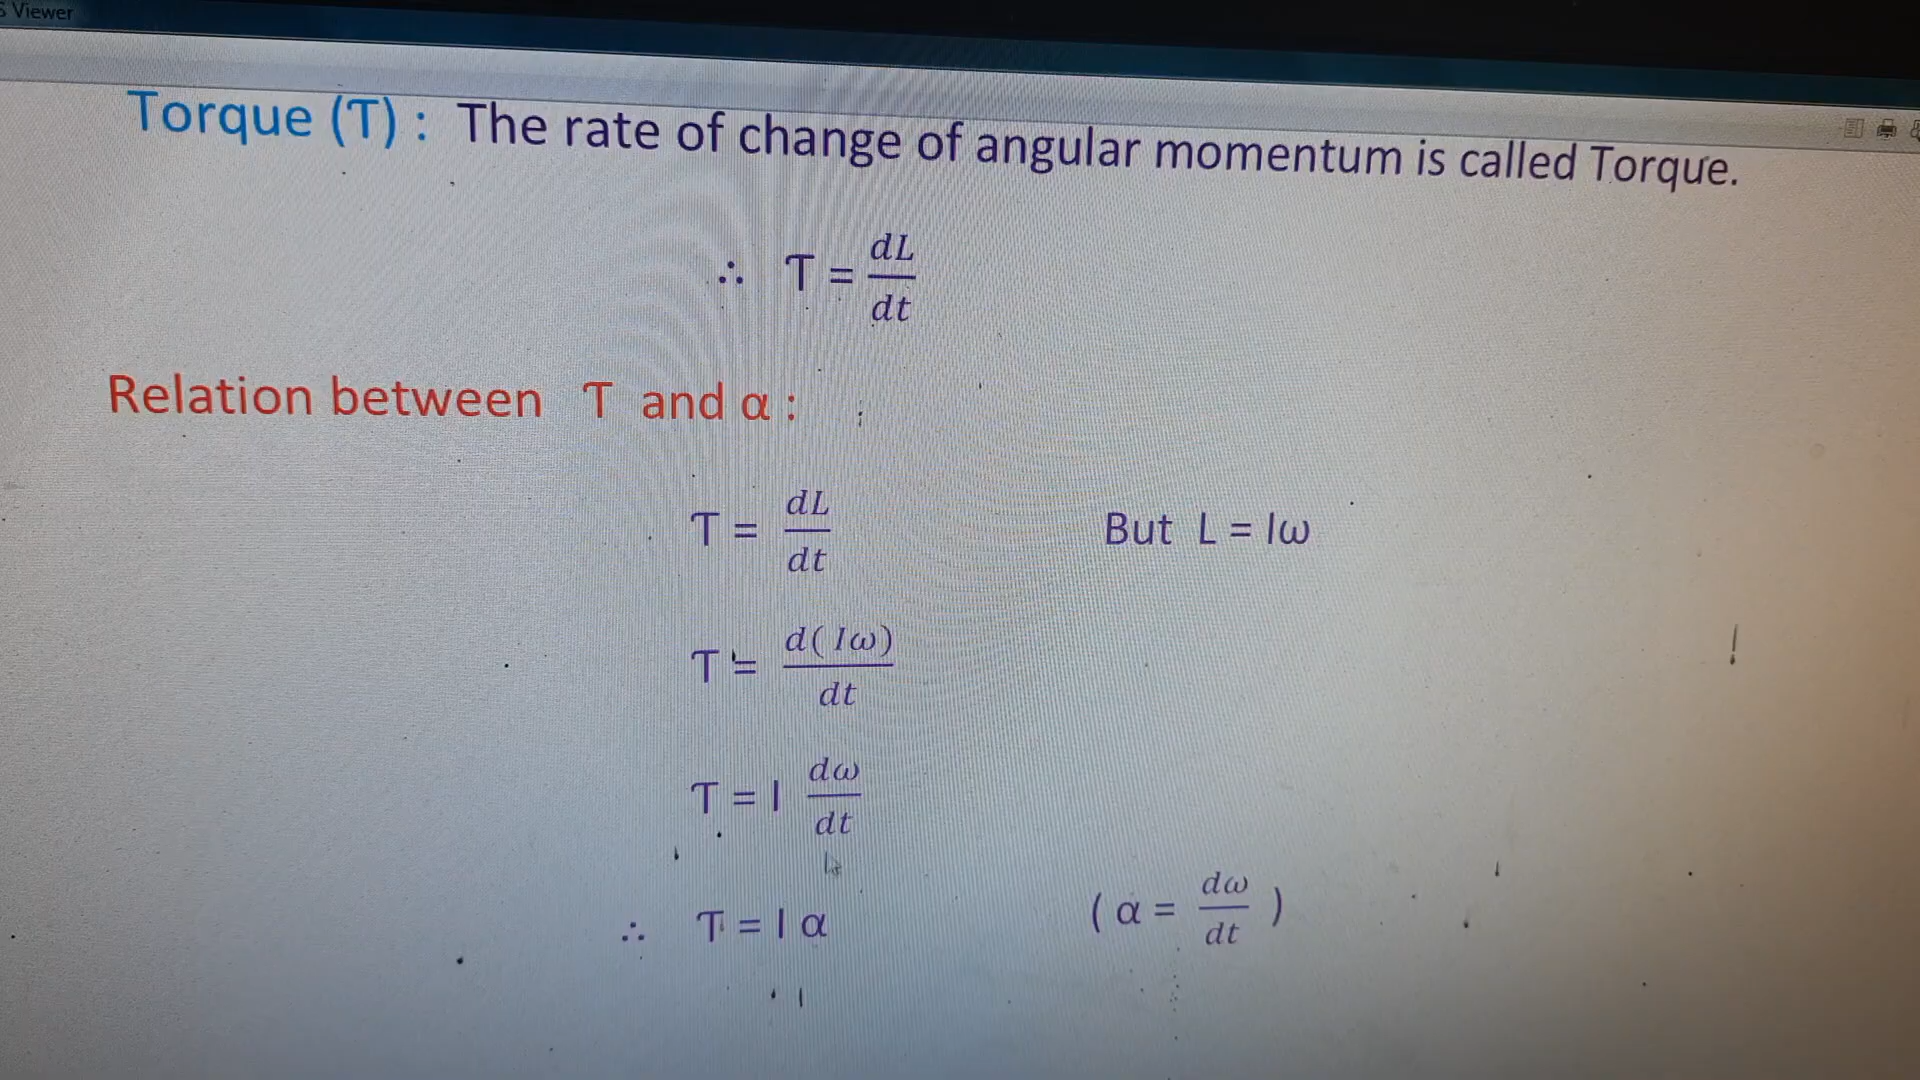 S Viewer
Torque (Ƭ) : The rate of change of angular momentum is called Torque.
∴ Ƭ = dL/dt
Relation between Ƭ and α :
Ƭ = dL/dt But L = Iω
Ƭ = d( Iω)/dt
Ƭ = I dω/dt
∴ Ƭ = I α ( α = dω/dt )